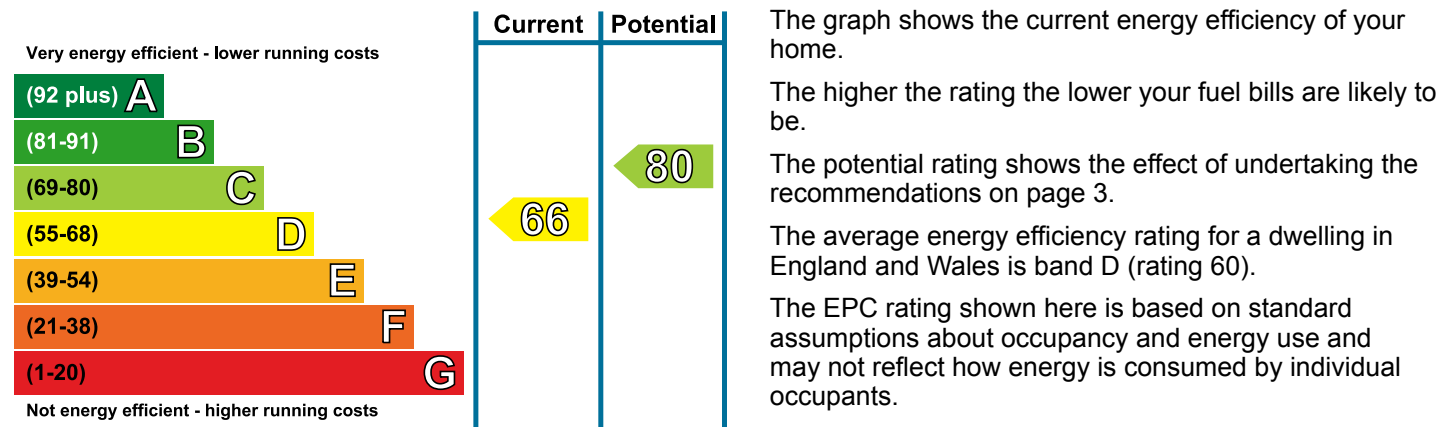 Current Potential
Very energy efficient - lower running costs
(92 plus) A
(81-91) B
(69-80) C
(55-68) D
(39-54) E
(21-38) F
(1-20) G
Not energy efficient - higher running costs
66
80
The graph shows the current energy efficiency of your
home.
The higher the rating the lower your fuel bills are likely to
be.
The potential rating shows the effect of undertaking the
recommendations on page 3.
The average energy efficiency rating for a dwelling in
England and Wales is band D (rating 60).
The EPC rating shown here is based on standard
assumptions about occupancy and energy use and
may not reflect how energy is consumed by individual
occupants.